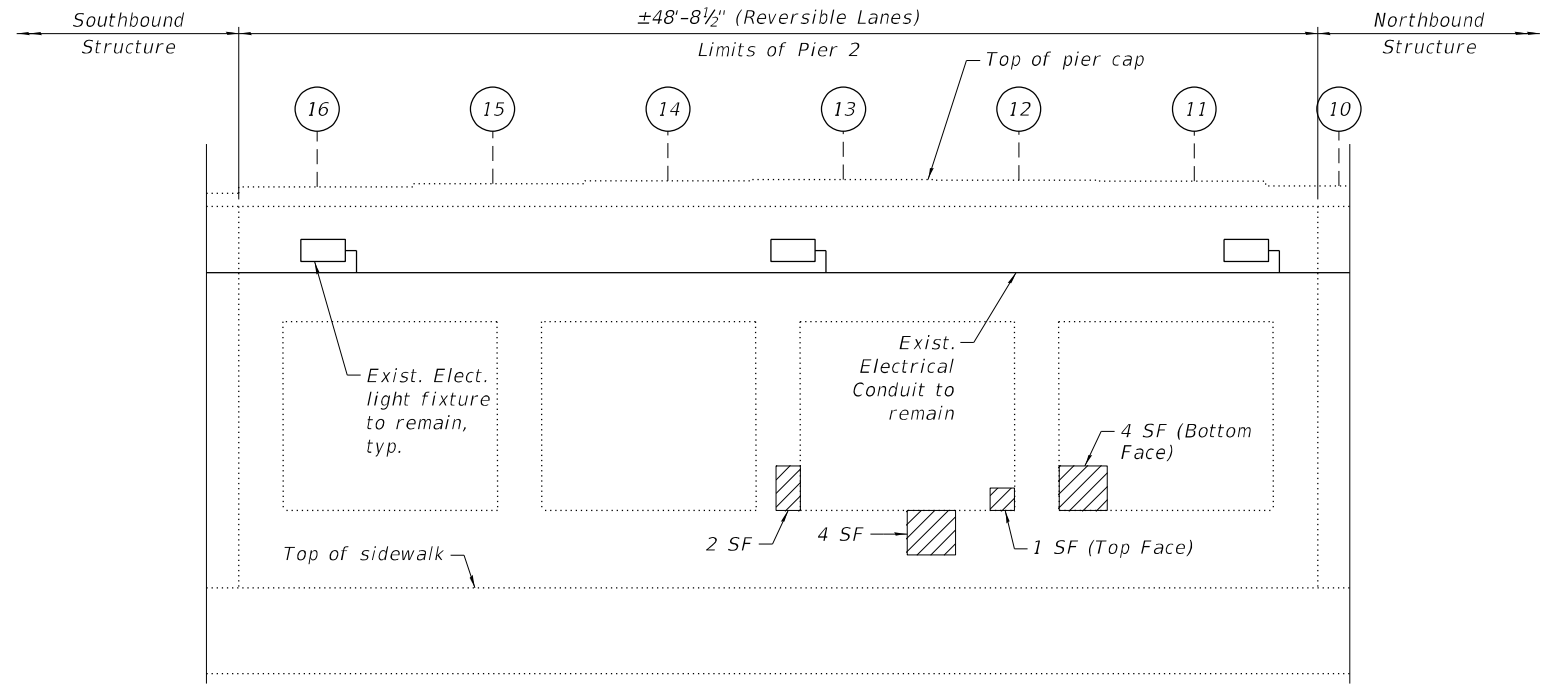 Southbound
Structure
±48'-8½" (Reversible Lanes)
Limits of Pier 2
Northbound
Structure
Top of pier cap
16
15
14
13
12
11
10
Exist. Elect.
light fixture
to remain,
typ.
Exist.
Electrical
Conduit to
remain
4 SF (Bottom
Face)
2 SF
4 SF
1 SF (Top Face)
Top of sidewalk